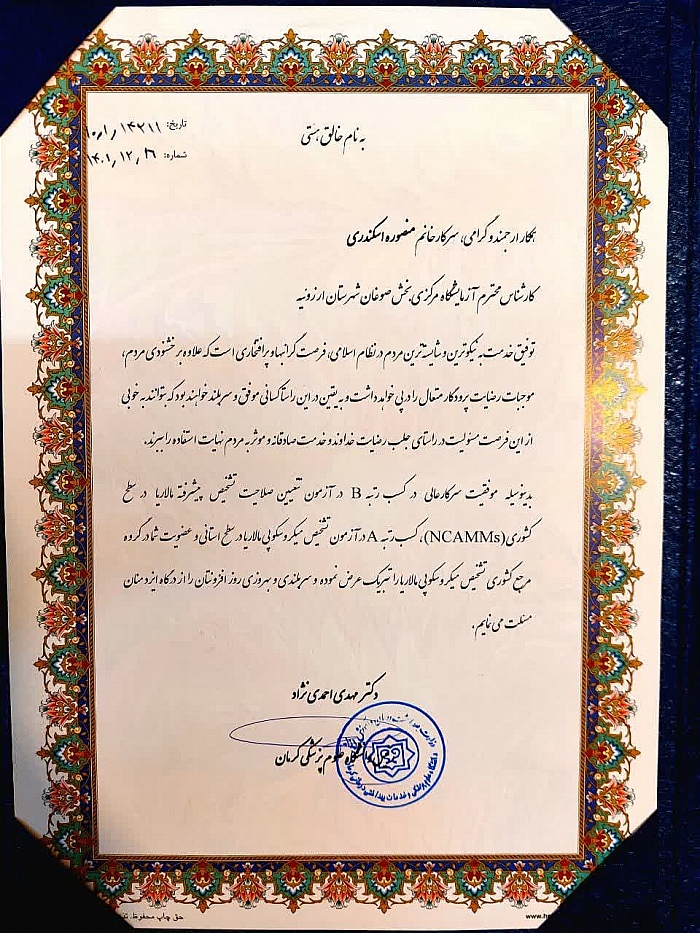 به نام خالق هستی
تاریخ:
شماره: ۱۴۰۱/۱۲/۱۶
همکار ارجمند و گرامی، سرکار خانم منصوره اسکندری
کارشناس محترم آزمایشگاه مرکزی بخش صوغان شهرستان ارزوئیه
توفیق خدمت به نیکوترین و شایسته‌ترین مردم در نظام اسلامی، فرصت گرانبها و پرافتخاری است که علاوه بر خشنودی مردم،
موجبات رضایت پروردگار متعال را در پی خواهد داشت و به یقین در این راستا کسانی موفق و سربلند خواهند بود که بتوانند به خوبی
از این فرصت مسئولیت در راستای جلب رضایت خداوند و خدمت صادقانه و موثر به مردم نهایت استفاده را ببرند.
بدینوسیله موفقیت سرکارعالی در کسب رتبه B در آزمون تعیین صلاحیت تشخیص پیشرفته مالاریا در سطح
کشوری (NCAMMs)، کسب رتبه A در آزمون تشخیص میکروسکوپی مالاریا در سطح استانی و عضویت شما در گروه
مرجع کشوری تشخیص میکروسکوپی مالاریا را تبریک عرض نموده و سربلندی و بهروزی روز افزونتان را از درگاه ایزد منان
مسئلت می نمایم.
دکتر مهدی احمدی نژاد
دانشگاه علوم پزشکی کرمان
حق چاپ محفوظ